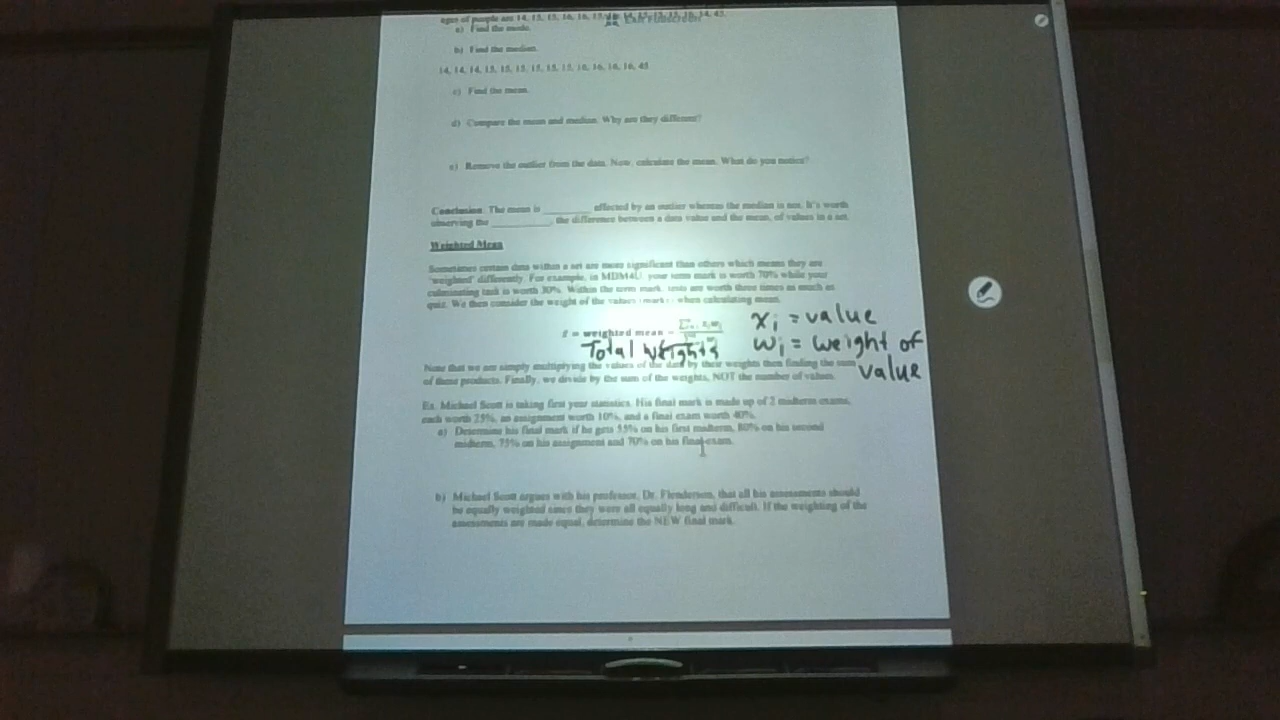 ages of people are 14, 15, 15, 16, 16, 15, 14, 15, 15, 15, 16, 14, 45.
Exit Fullscreen
a) Find the mode.
b) Find the median.
14, 14, 14, 15, 15, 15, 15, 15, 15, 16, 16, 16, 16, 45
c) Find the mean.
d) Compare the mean and median. Why are they different?
e) Remove the outlier from the data. Now, calculate the mean. What do you notice?
Conclusion: The mean is ________ affected by an outlier whereas the median is not. It's worth
observing the __________, the difference between a data value and the mean, of values in a set.
Weighted Mean
Sometimes certain data within a set are more significant than others which means they are
'weighted' differently. For example, in MDM4U, your term mark is worth 70% while your
culminating task is worth 30%. Within the term mark, tests are worth three times as much as
quiz. We then consider the weight of the values (marks) when calculating mean.
= weighted mean =
xi = value
Total weights
wi = weight of
value
Note that we are simply multiplying the values of the data by their weights then finding the sum
of these products. Finally, we divide by the sum of the weights, NOT the number of values.
Ex. Michael Scott is taking first year statistics. His final mark is made up of 2 midterm exams,
each worth 25%, an assignment worth 10%, and a final exam worth 40%.
a) Determine his final mark if he gets 55% on his first midterm, 80% on his second
midterm, 75% on his assignment and 70% on his final exam.
b) Michael Scott argues with his professor, Dr. Flenderson, that all his assessments should
be equally weighted since they were all equally long and difficult. If the weighting of the
assessments are made equal, determine the NEW final mark.